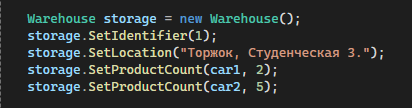 Warehouse storage = new Warehouse();
storage.SetIdentifier(1);
storage.SetLocation("Торжок, Студенческая 3.");
storage.SetProductCount(car1, 2);
storage.SetProductCount(car2, 5);